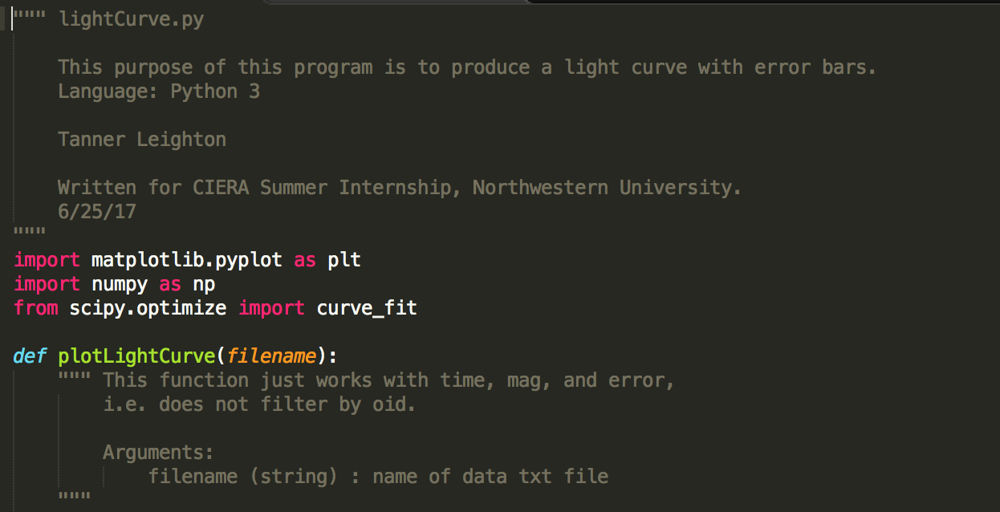 """ lightCurve.py
This purpose of this program is to produce a light curve with error bars.
Language: Python 3
Tanner Leighton
Written for CIERA Summer Internship, Northwestern University.
6/25/17
"""
import matplotlib.pyplot as plt
import numpy as np
from scipy.optimize import curve_fit
def plotLightCurve(filename):
""" This function just works with time, mag, and error,
i.e. does not filter by oid.
Arguments:
filename (string) : name of data txt file
"""